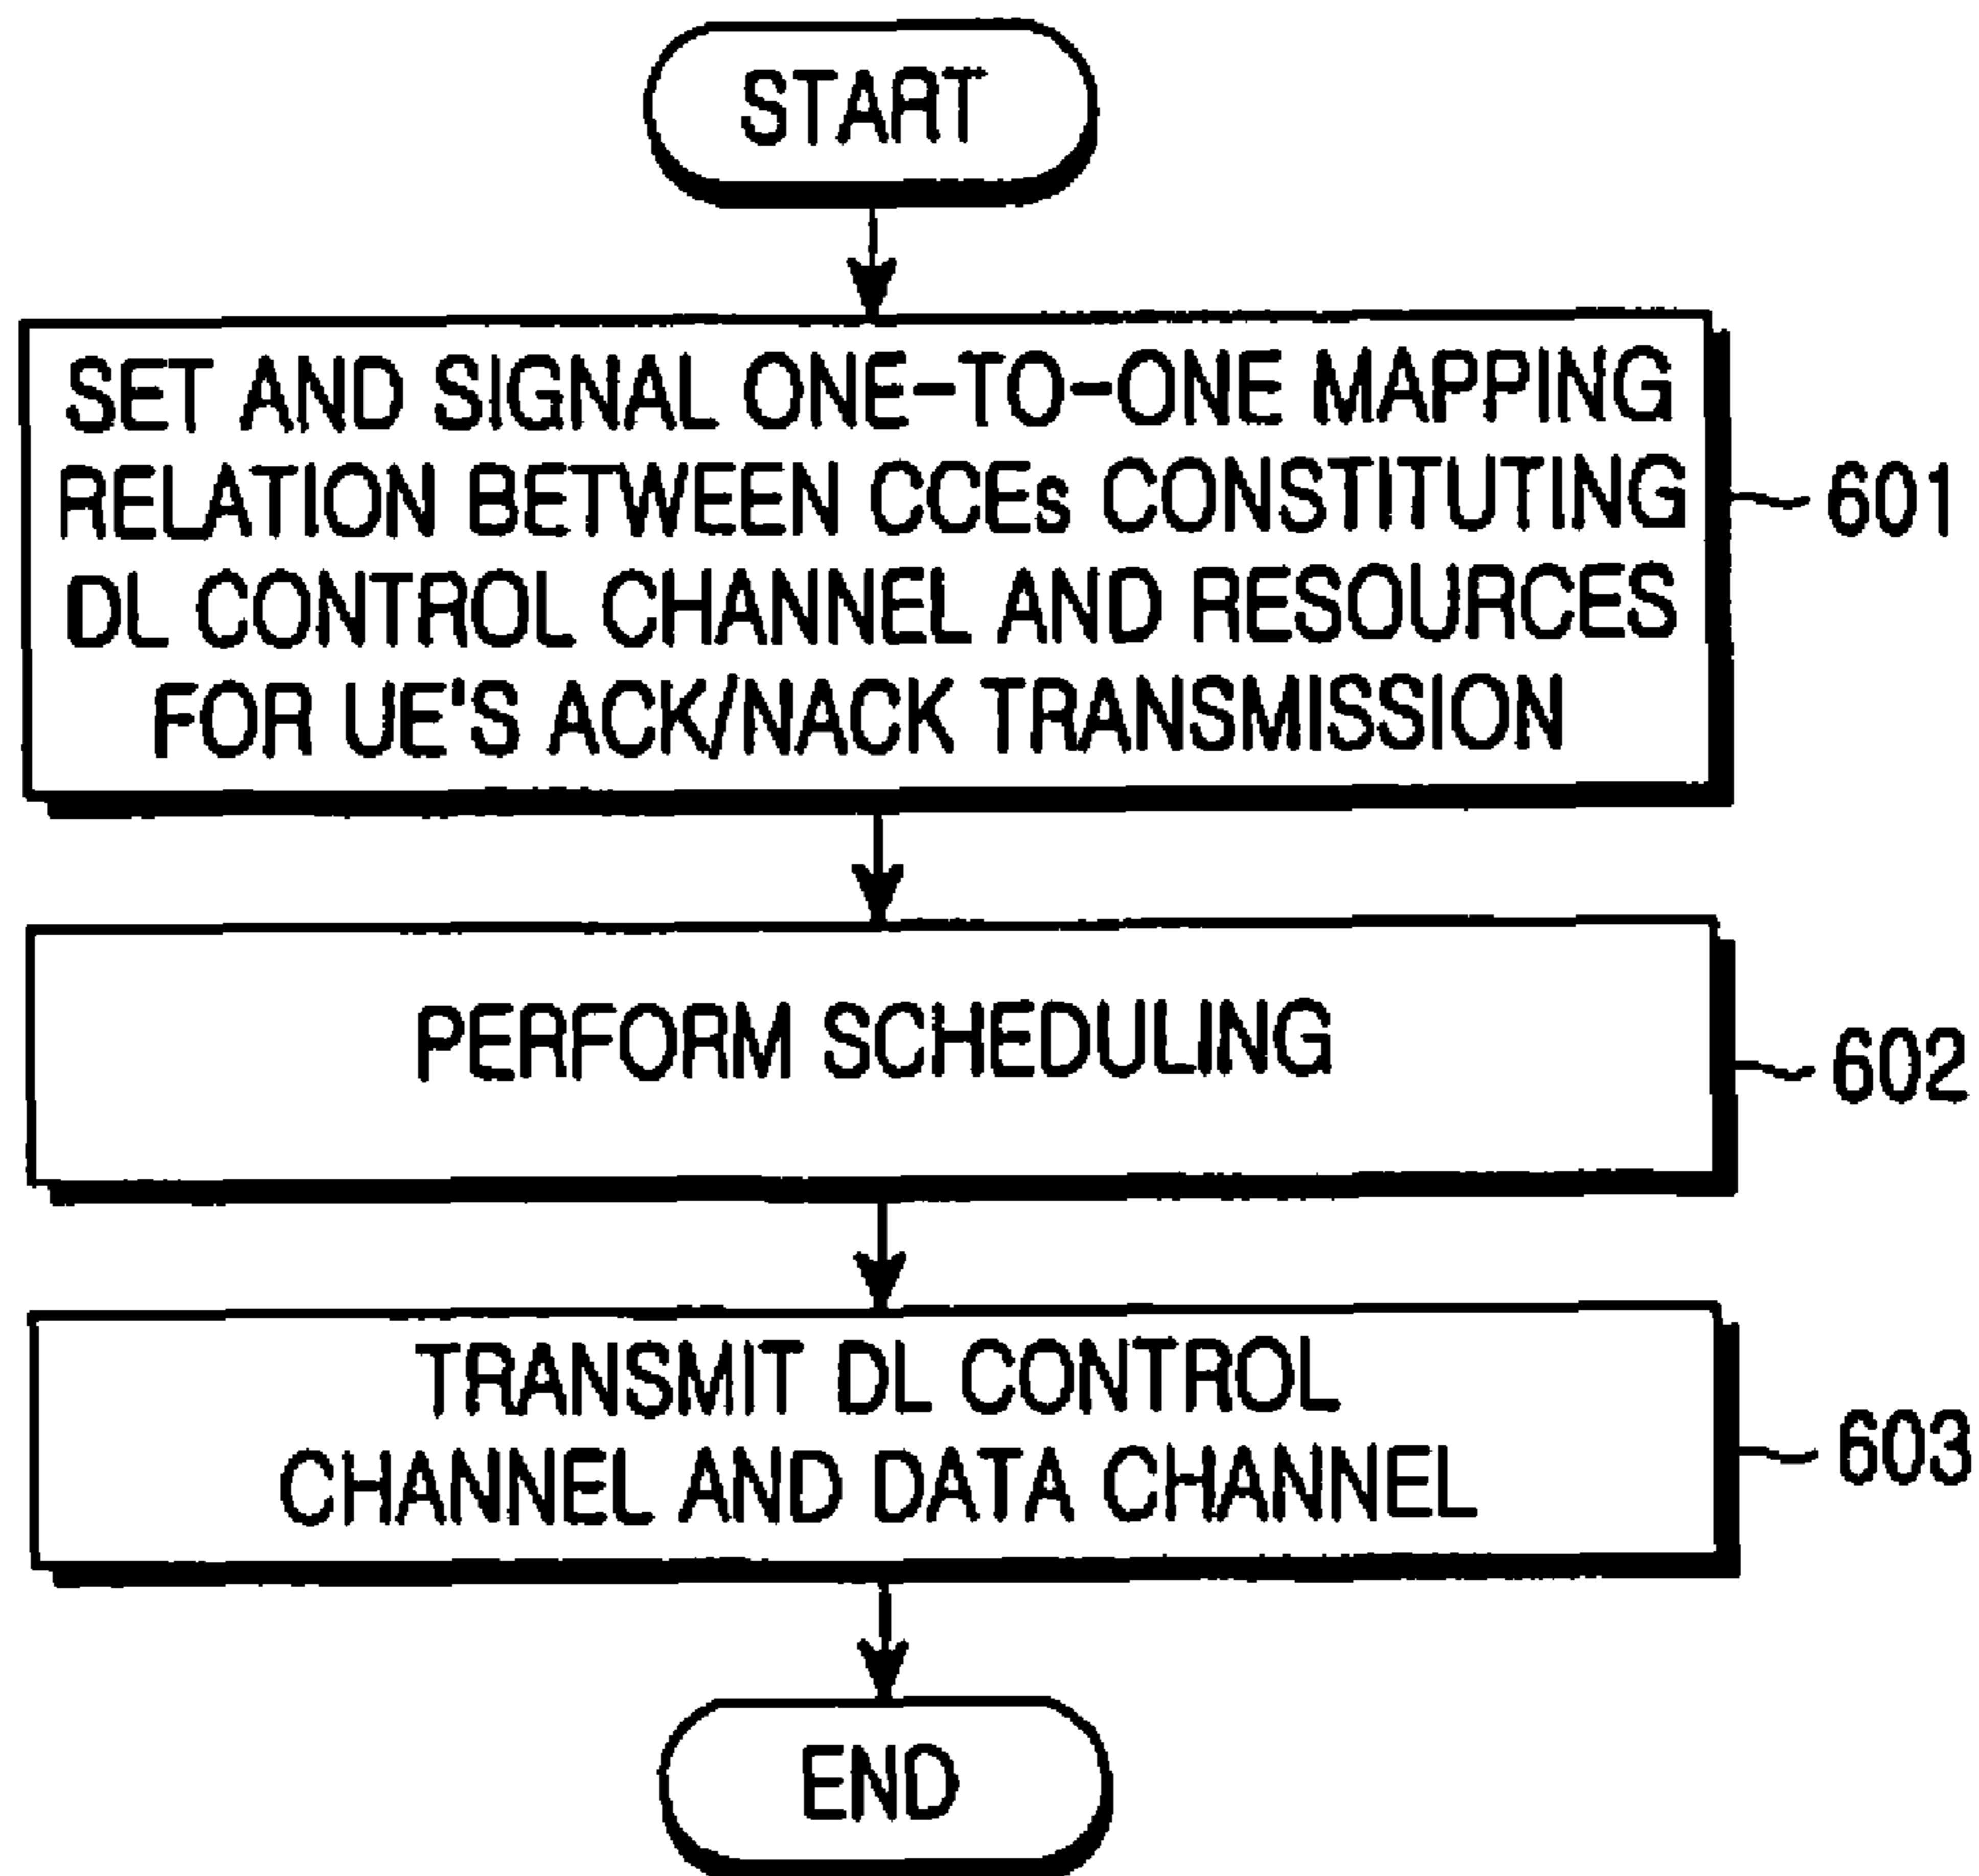 START
SET AND SIGNAL ONE-TO-ONE MAPPING
RELATION BETWEEN CCEs CONSTITUTING
DL CONTROL CHANNEL AND RESOURCES
FOR UE'S ACK/NACK TRANSMISSION
601
PERFORM SCHEDULING
602
TRANSMIT DL CONTROL
CHANNEL AND DATA CHANNEL
603
END